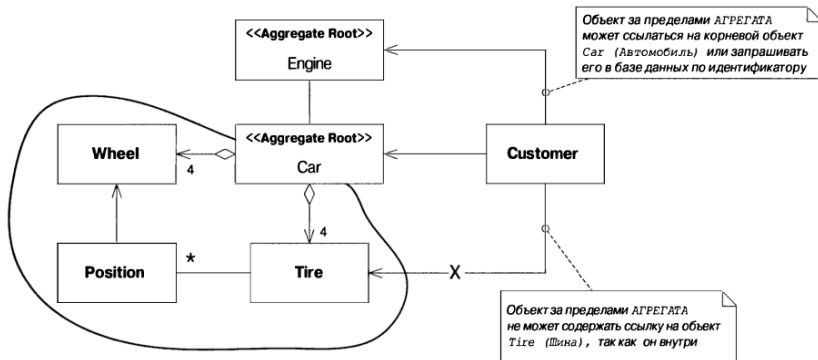 <<Aggregate Root>>
Engine
Объект за пределами АГРЕГАТА
может ссылаться на корневой объект
Car (Автомобиль) или запрашивать
его в базе данных по идентификатору
Wheel
4
<<Aggregate Root>>
Car
Customer
4
Position
*
Tire
X
Объект за пределами АГРЕГАТА
не может содержать ссылку на объект
Tire (Шина), так как он внутри